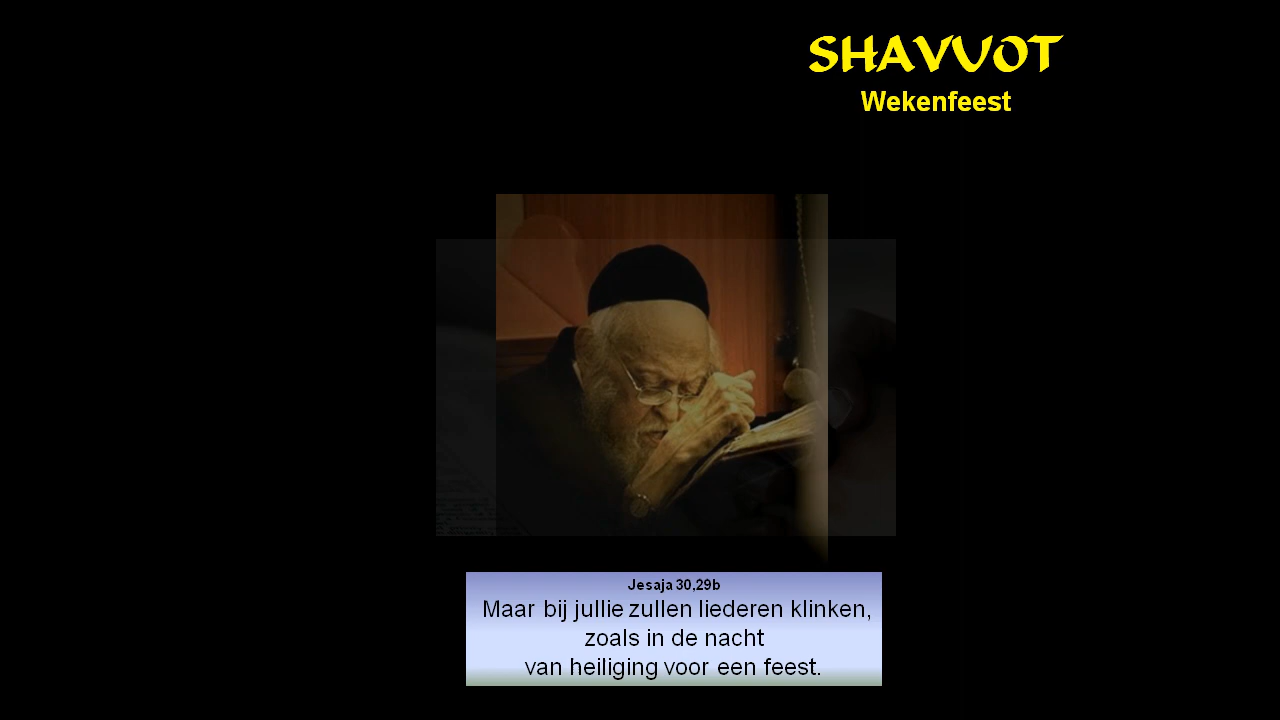 SHAVUOT
Wekenfeest
Jesaja 30,29b
Maar bij jullie zullen liederen klinken,
zoals in de nacht
van heiliging voor een feest.